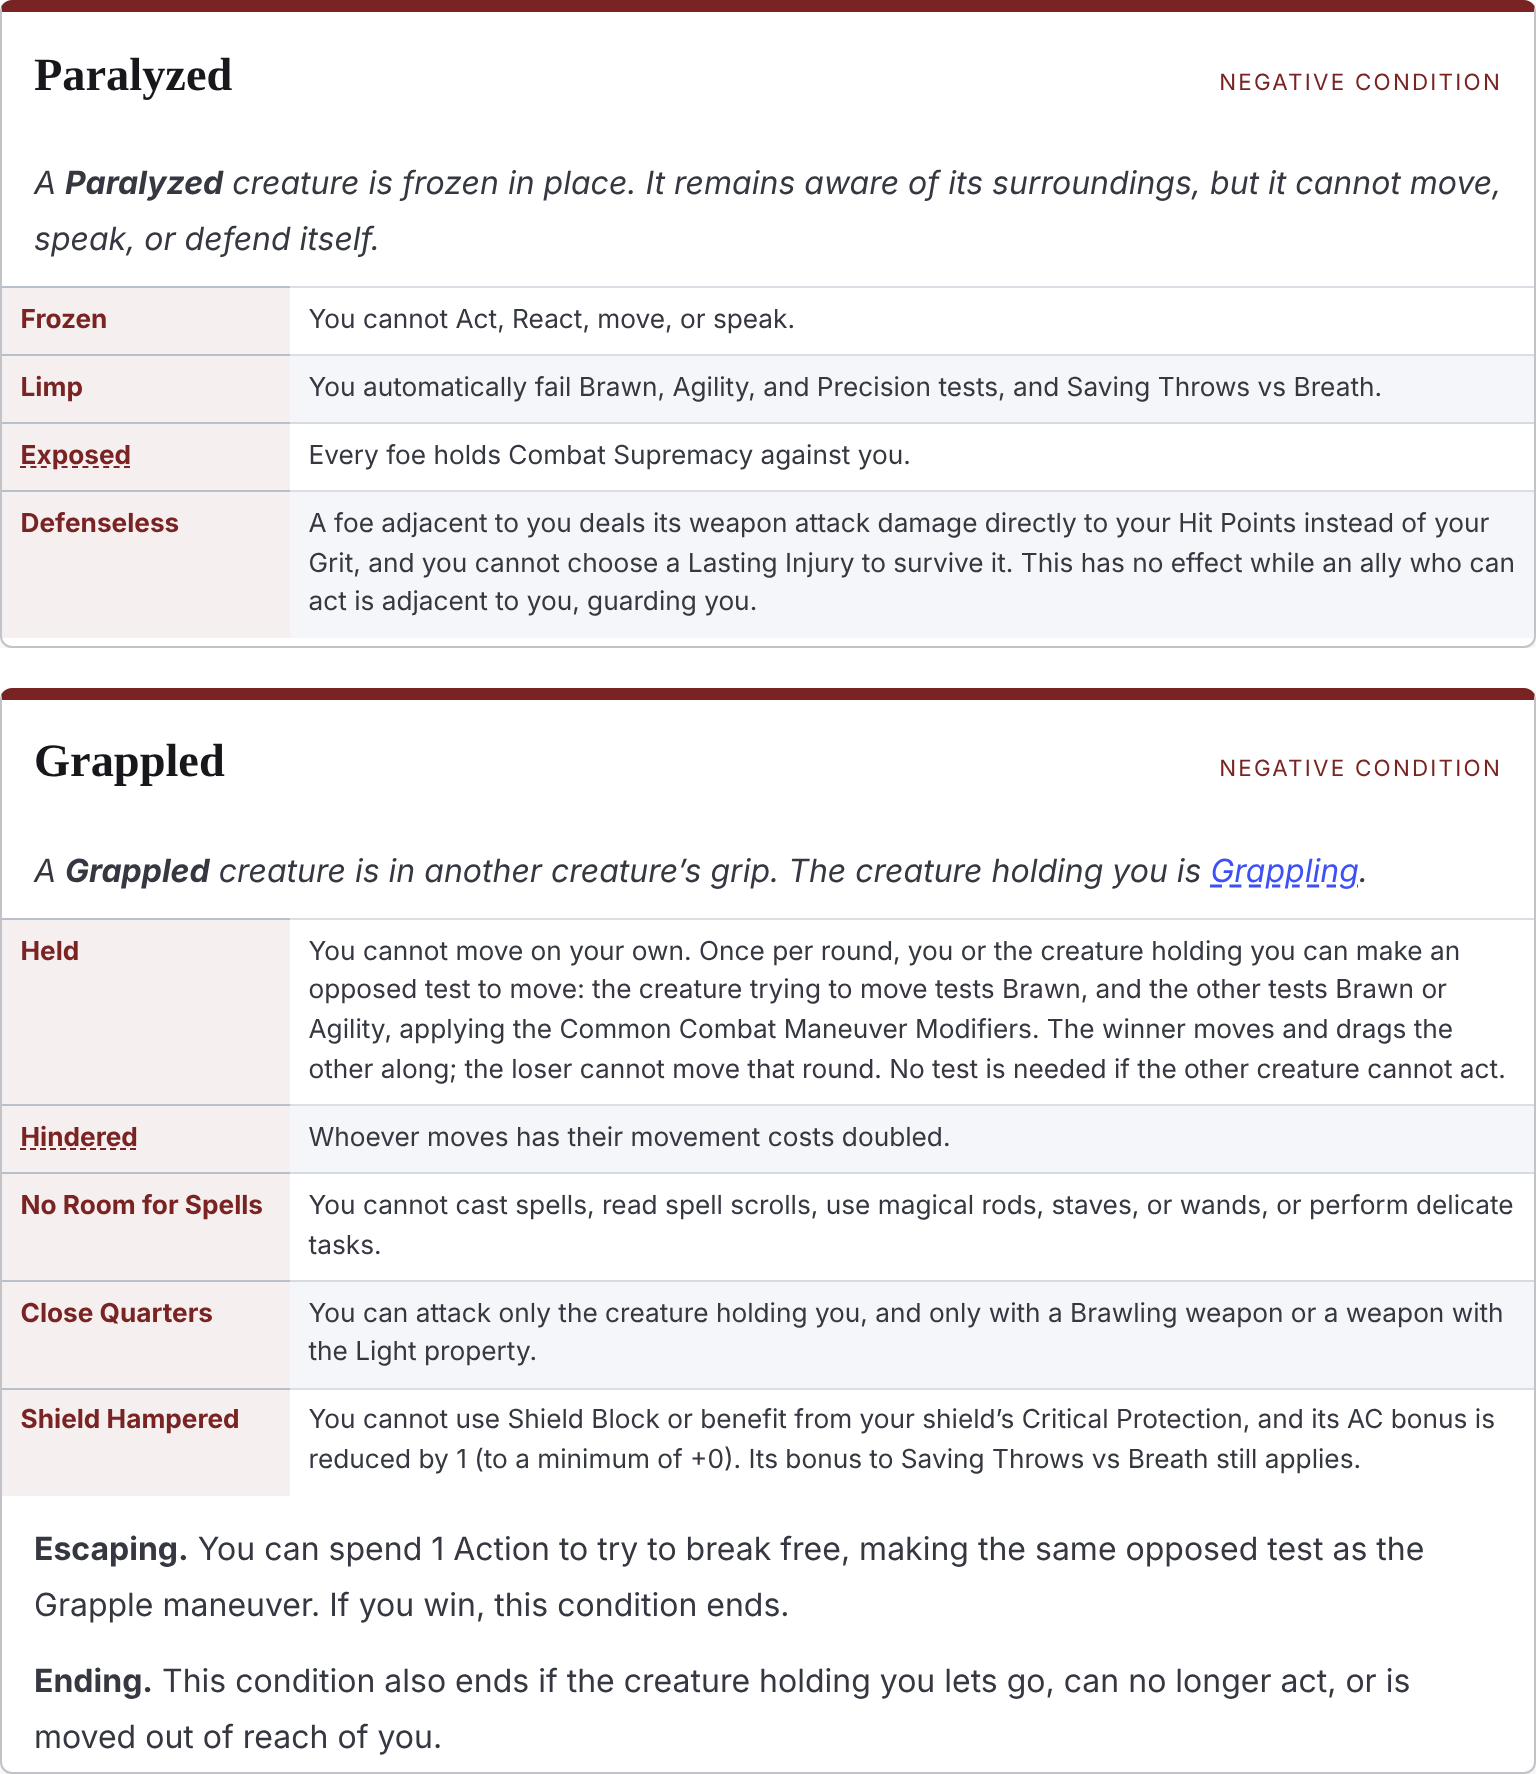 Paralyzed
NEGATIVE CONDITION
A Paralyzed creature is frozen in place. It remains aware of its surroundings, but it cannot move,
speak, or defend itself.
Frozen
You cannot Act, React, move, or speak.
Limp
You automatically fail Brawn, Agility, and Precision tests, and Saving Throws vs Breath.
Exposed
Every foe holds Combat Supremacy against you.
Defenseless
A foe adjacent to you deals its weapon attack damage directly to your Hit Points instead of your
Grit, and you cannot choose a Lasting Injury to survive it. This has no effect while an ally who can
act is adjacent to you, guarding you.
Grappled
NEGATIVE CONDITION
A Grappled creature is in another creature’s grip. The creature holding you is Grappling.
Held
You cannot move on your own. Once per round, you or the creature holding you can make an
opposed test to move: the creature trying to move tests Brawn, and the other tests Brawn or
Agility, applying the Common Combat Maneuver Modifiers. The winner moves and drags the
other along; the loser cannot move that round. No test is needed if the other creature cannot act.
Hindered
Whoever moves has their movement costs doubled.
No Room for Spells
You cannot cast spells, read spell scrolls, use magical rods, staves, or wands, or perform delicate
tasks.
Close Quarters
You can attack only the creature holding you, and only with a Brawling weapon or a weapon with
the Light property.
Shield Hampered
You cannot use Shield Block or benefit from your shield’s Critical Protection, and its AC bonus is
reduced by 1 (to a minimum of +0). Its bonus to Saving Throws vs Breath still applies.
Escaping. You can spend 1 Action to try to break free, making the same opposed test as the
Grapple maneuver. If you win, this condition ends.
Ending. This condition also ends if the creature holding you lets go, can no longer act, or is
moved out of reach of you.